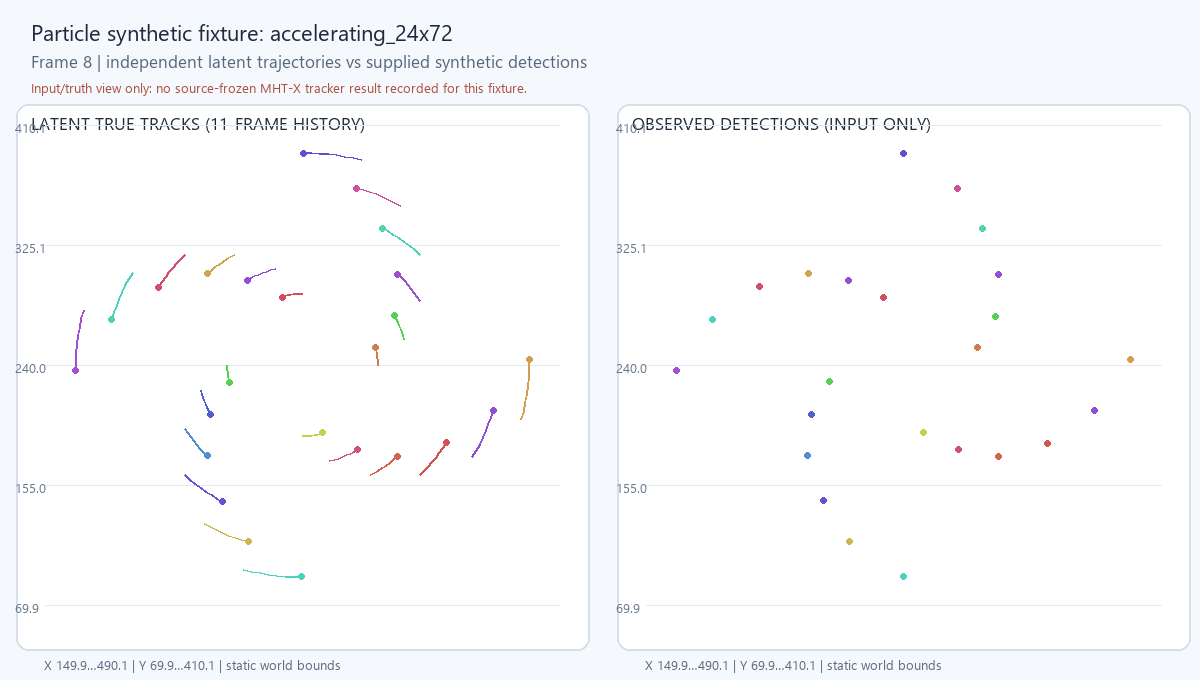 Particle synthetic fixture: accelerating_24x72
Frame 8 | independent latent trajectories vs supplied synthetic detections
Input/truth view only: no source-frozen MHT-X tracker result recorded for this fixture.
LATENT TRUE TRACKS (11-FRAME HISTORY)
410.1
325.1
240.0
155.0
69.9
X 149.9...490.1 | Y 69.9...410.1 | static world bounds
OBSERVED DETECTIONS (INPUT ONLY)
410.1
325.1
240.0
155.0
69.9
X 149.9...490.1 | Y 69.9...410.1 | static world bounds